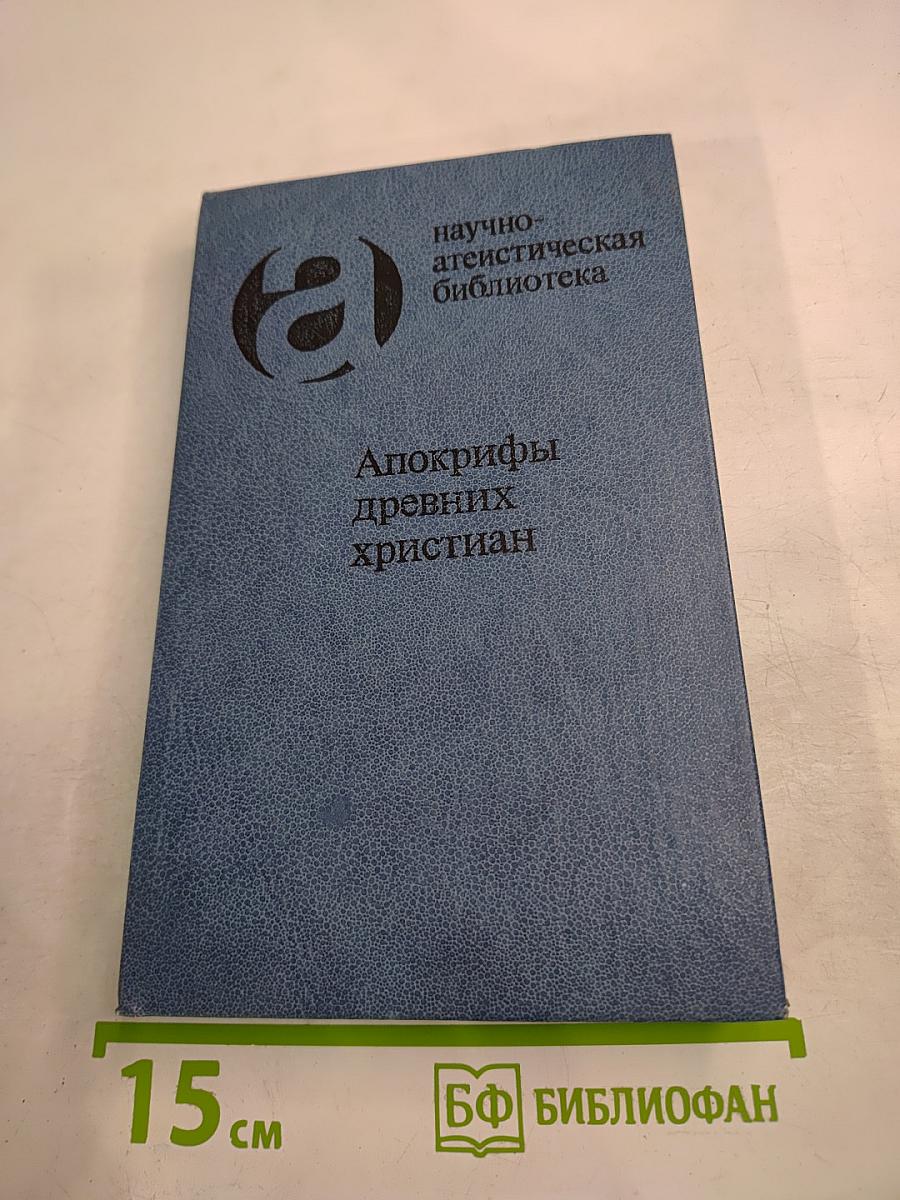 а
научно-
атеистическая
библиотека
Апокрифы
древних
христиан
15 см
БФ БИБЛИОФАН